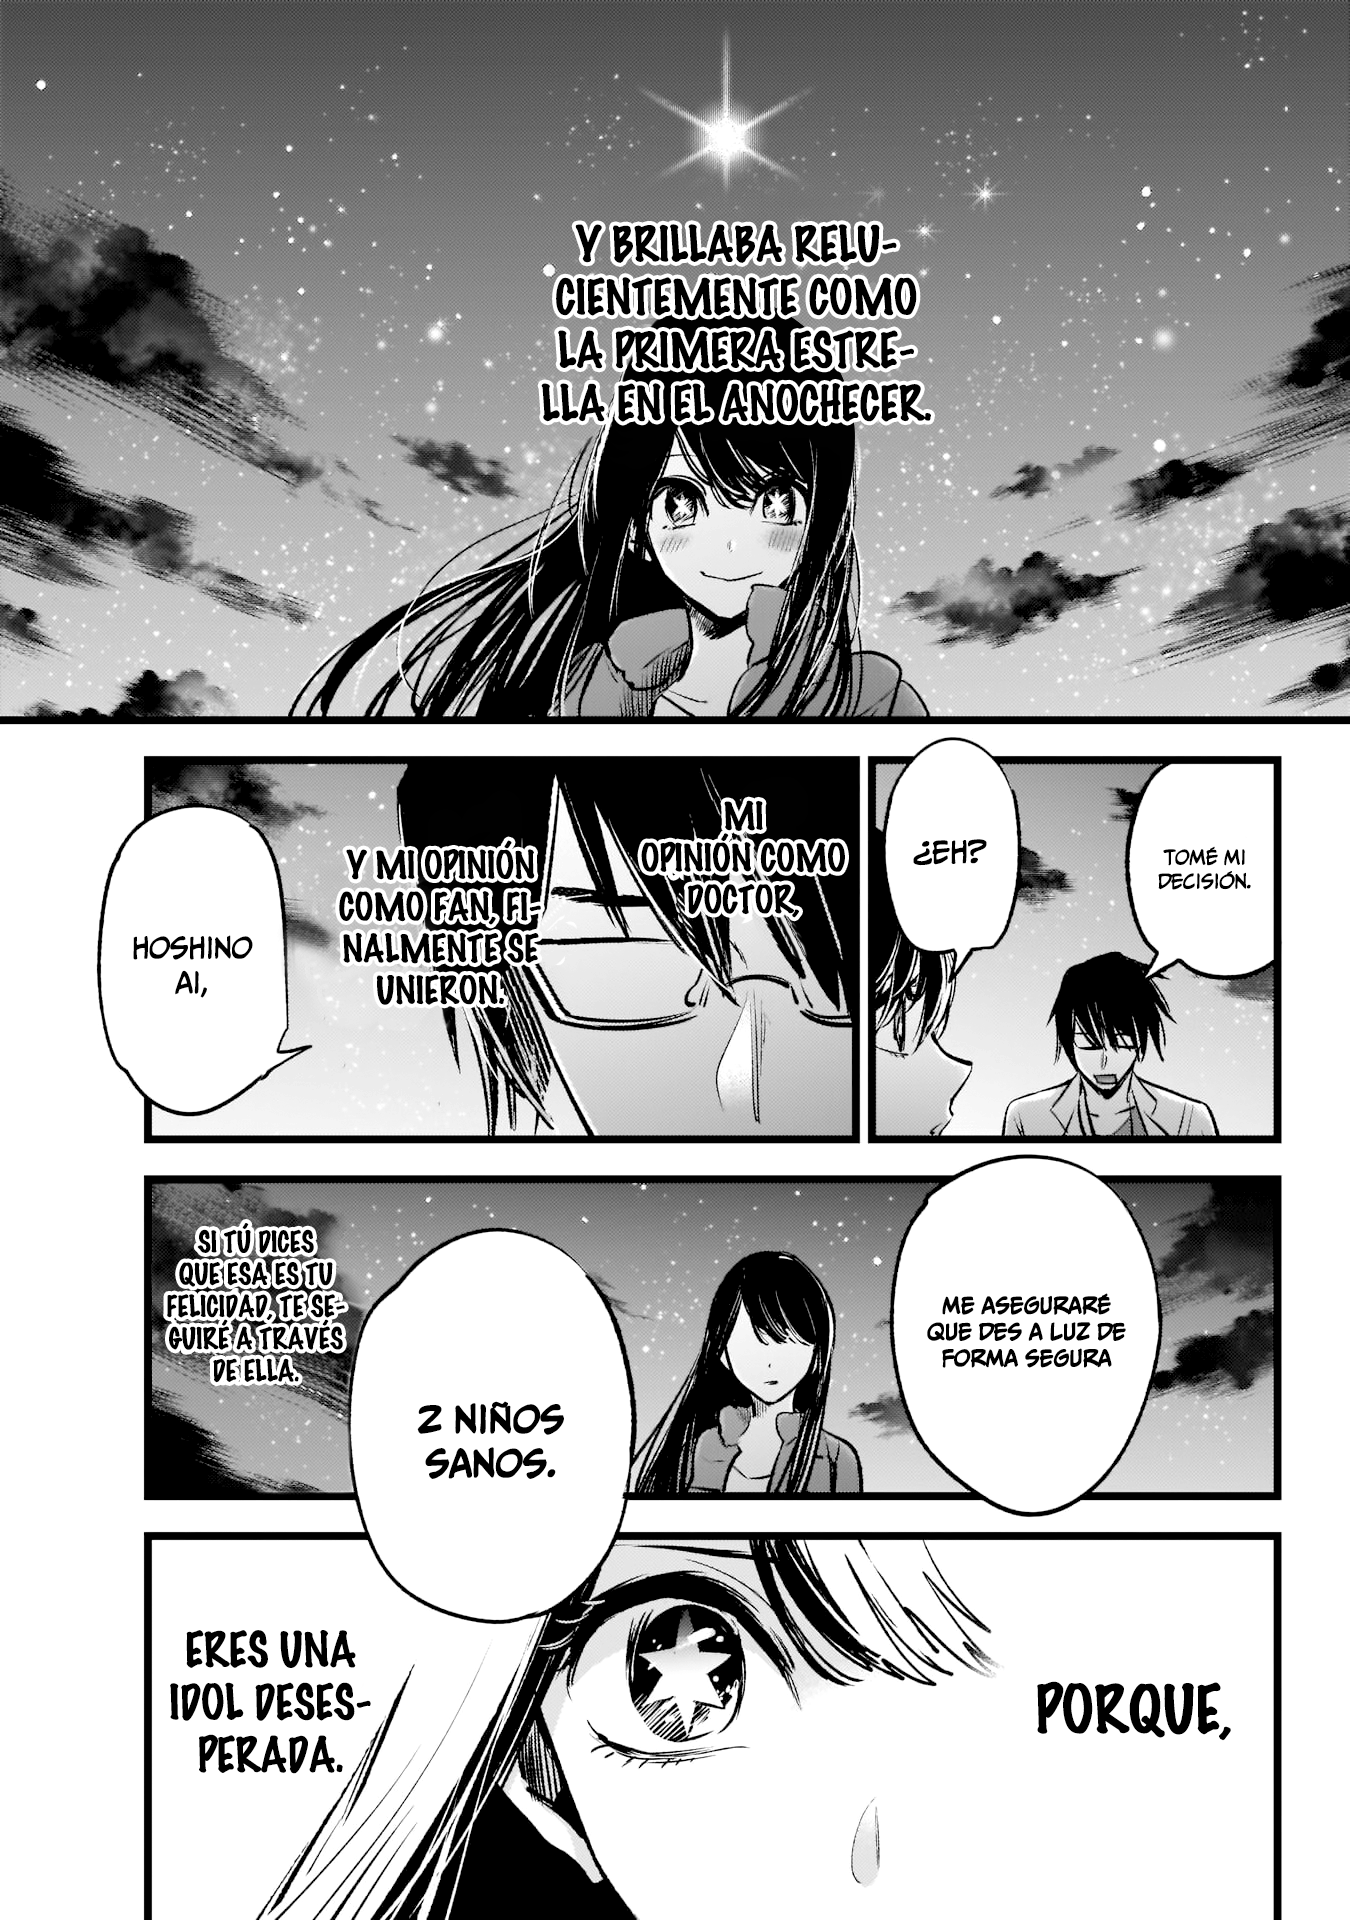 Y BRILLABA RELU-
CIENTEMENTE COMO
LA PRIMERA ESTRE-
LLA EN EL ANOCHECER.
TOMÉ MI
DECISIÓN.
¿EH?
MI
OPINIÓN COMO
DOCTOR,
Y MI OPINIÓN
COMO FAN, FI-
NALMENTE SE
UNIERON.
HOSHINO
AI,
ME ASEGURARÉ
QUE DES A LUZ DE
FORMA SEGURA
2 NIÑOS
SANOS.
SI TÚ DICES
QUE ESA ES TU
FELICIDAD, TE SE-
GUIRÉ A TRAVÉS
DE ELLA.
PORQUE,
ERES UNA
IDOL DESES-
PERADA.